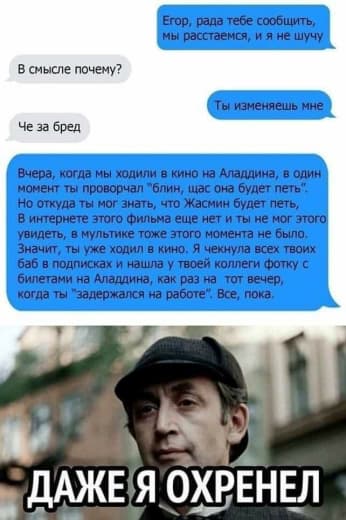 Егор, рада тебе сообщить,
мы расстаемся, и я не шучу
В смысле почему?
Ты изменяешь мне
Че за бред
Вчера, когда мы ходили в кино на Аладдина, в один
момент ты проворчал "блин, щас она будет петь".
Но откуда ты мог знать, что Жасмин будет петь,
В интернете этого фильма еще нет и ты не мог этого
увидеть, в мультике тоже этого момента не было.
Значит, ты уже ходил в кино. Я чекнула всех твоих
баб в подписках и нашла у твоей коллеги фотку с
билетами на Аладдина, как раз на тот вечер,
когда ты "задержался на работе". Все, пока.
ДАЖЕ Я ОХРЕНЕЛ